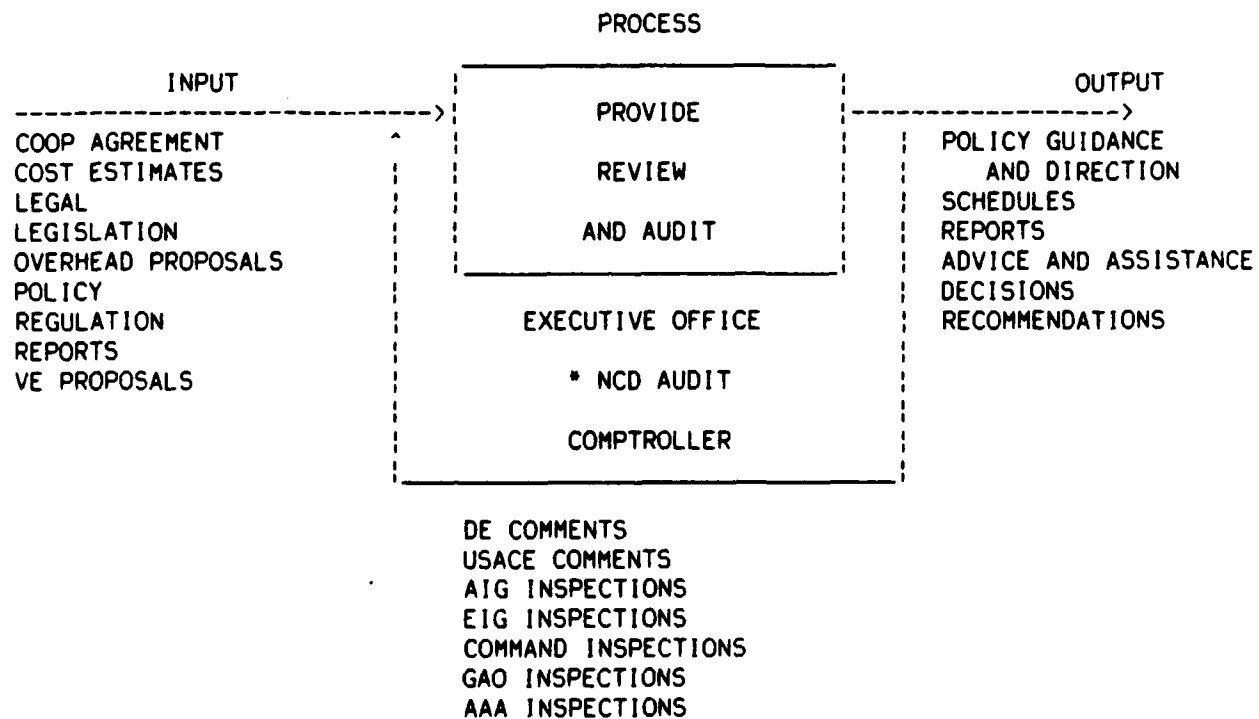 PROCESS
INPUT
OUTPUT
PROVIDE
REVIEW
AND AUDIT
COOP AGREEMENT
COST ESTIMATES
LEGAL
LEGISLATION
OVERHEAD PROPOSALS
POLICY
REGULATION
REPORTS
VE PROPOSALS
EXECUTIVE OFFICE
* NCD AUDIT
COMPTROLLER
POLICY GUIDANCE
AND DIRECTION
SCHEDULES
REPORTS
ADVICE AND ASSISTANCE
DECISIONS
RECOMMENDATIONS
DE COMMENTS
USACE COMMENTS
AIG INSPECTIONS
EIG INSPECTIONS
COMMAND INSPECTIONS
GAO INSPECTIONS
AAA INSPECTIONS